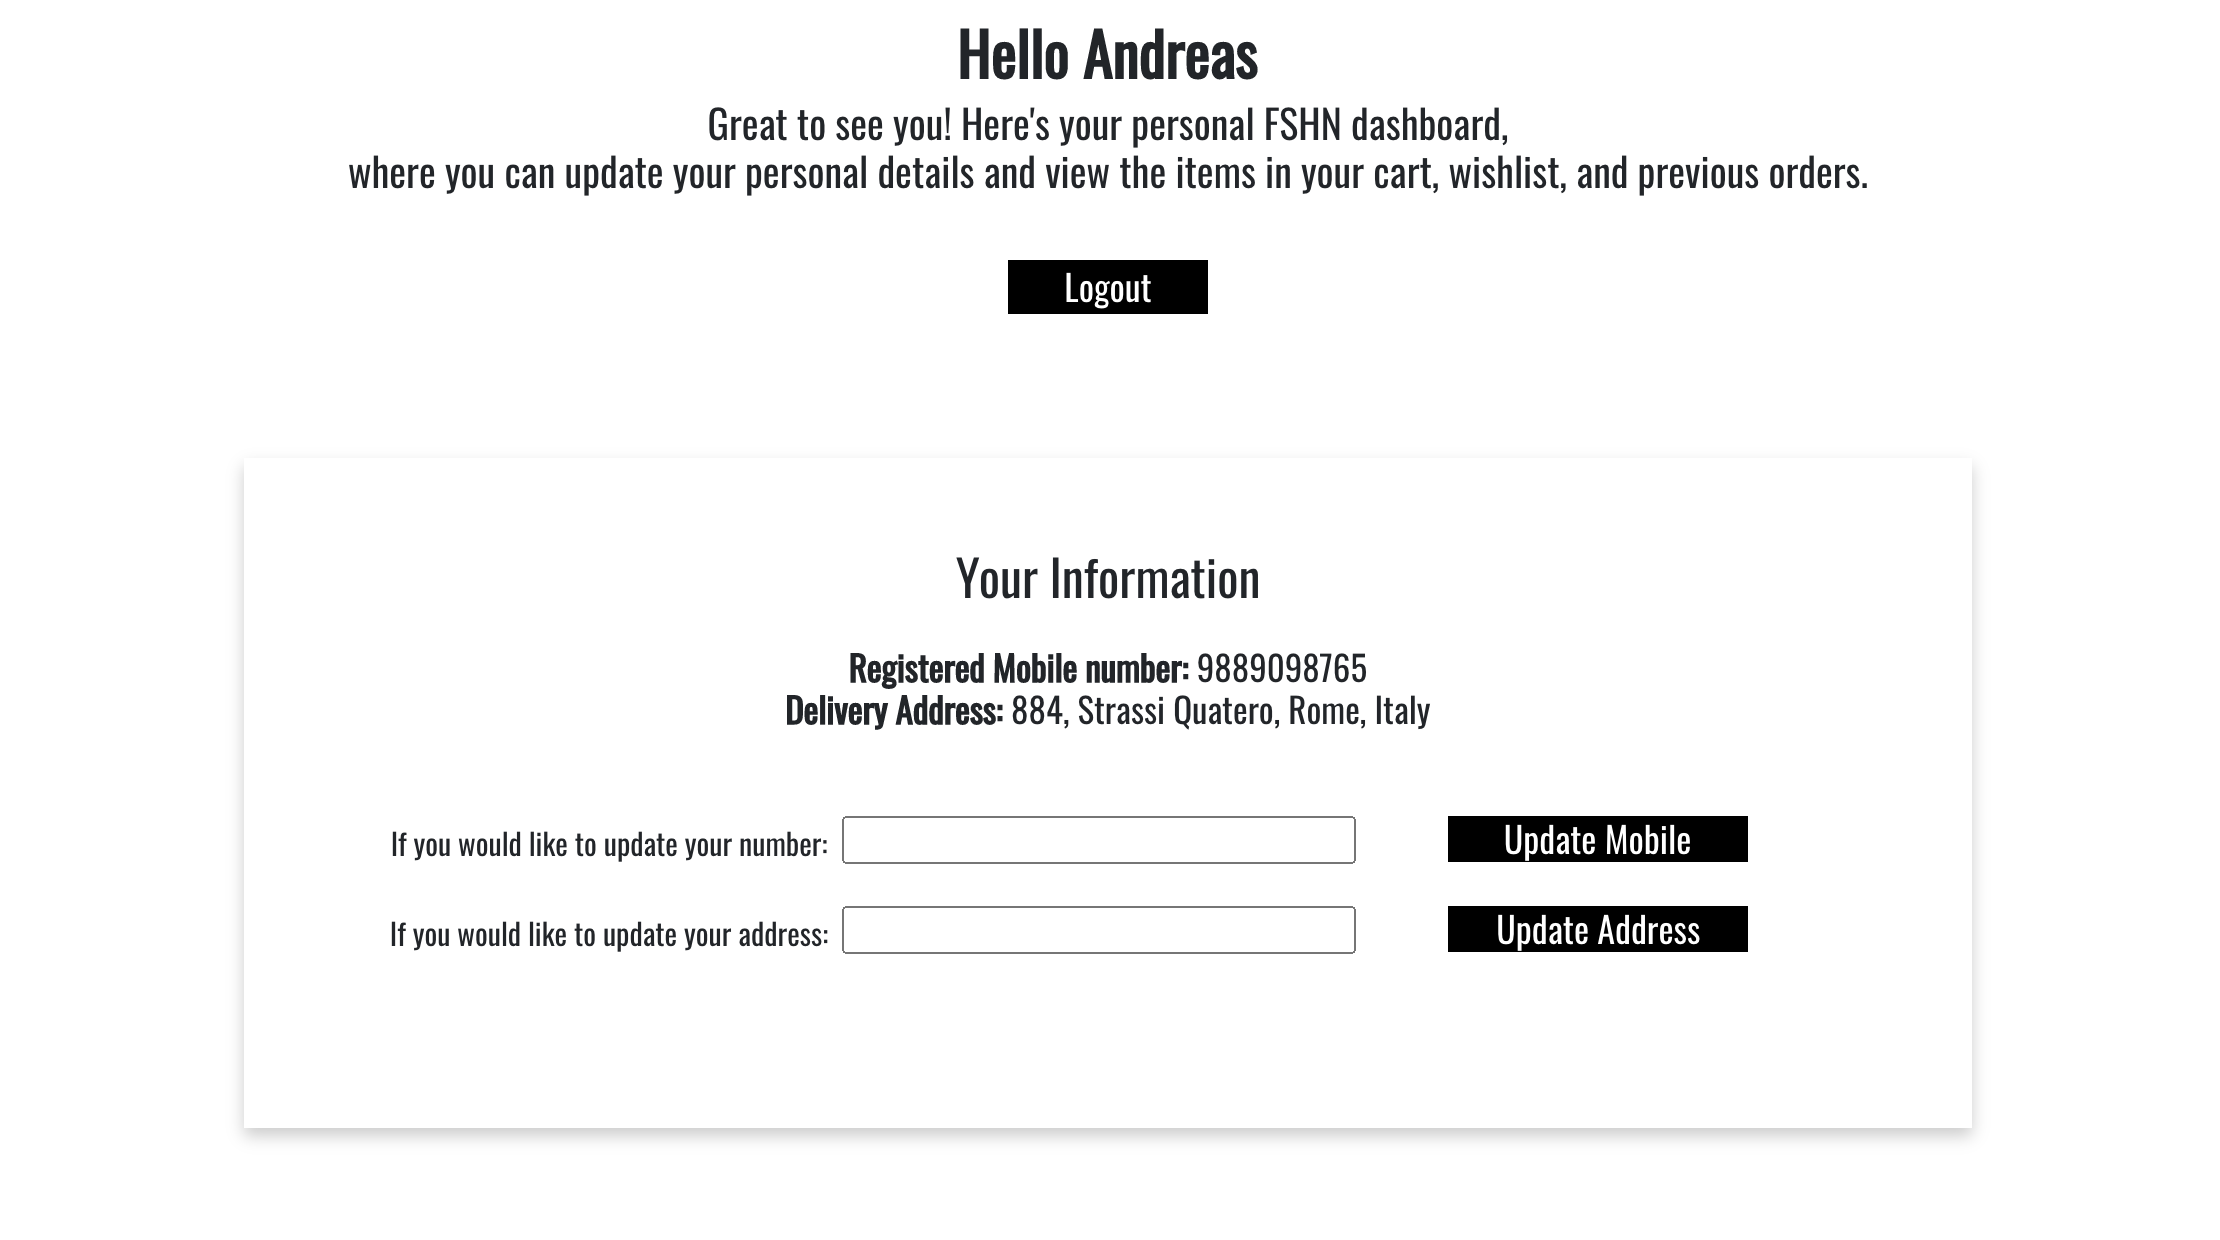 Hello Andreas
Great to see you! Here's your personal FSHN dashboard,
where you can update your personal details and view the items in your cart, wishlist, and previous orders.
Logout
Your Information
Registered Mobile number: 9889098765
Delivery Address: 884, Strassi Quatero, Rome, Italy
If you would like to update your number:
Update Mobile
If you would like to update your address:
Update Address